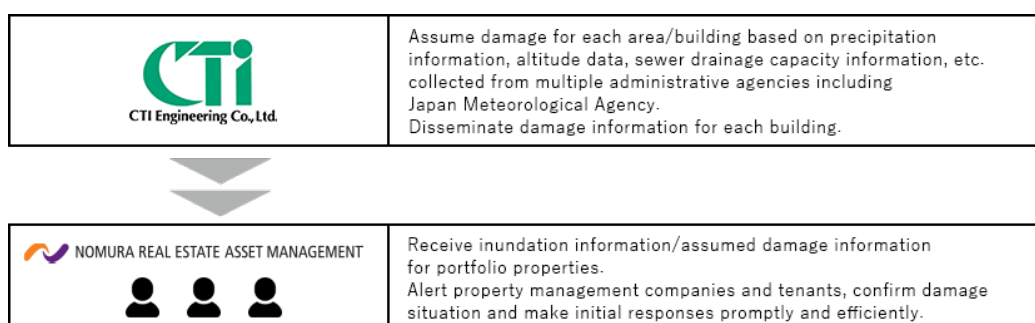 CTi
CTI Engineering Co., Ltd.
Assume damage for each area/building based on precipitation
information, altitude data, sewer drainage capacity information, etc.
collected from multiple administrative agencies including
Japan Meteorological Agency.
Disseminate damage information for each building.
NOMURA REAL ESTATE ASSET MANAGEMENT
Receive inundation information/assumed damage information
for portfolio properties.
Alert property management companies and tenants, confirm damage
situation and make initial responses promptly and efficiently.